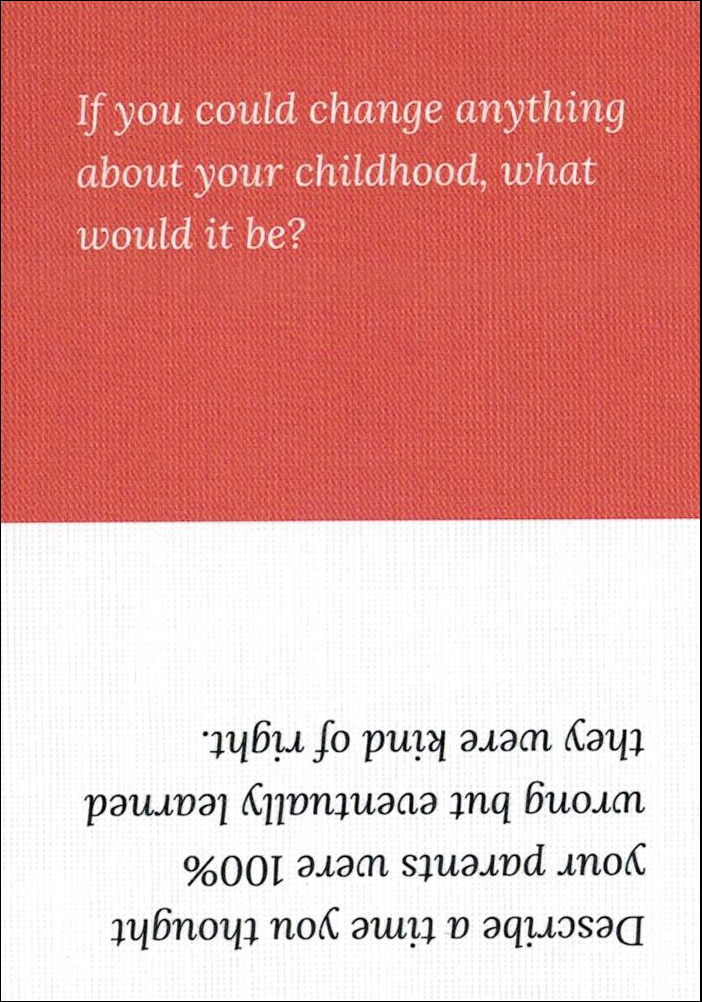 If you could change anything
about your childhood, what
would it be?
Describe a time you thought
your parents were 100%
wrong but eventually learned
they were kind of right.